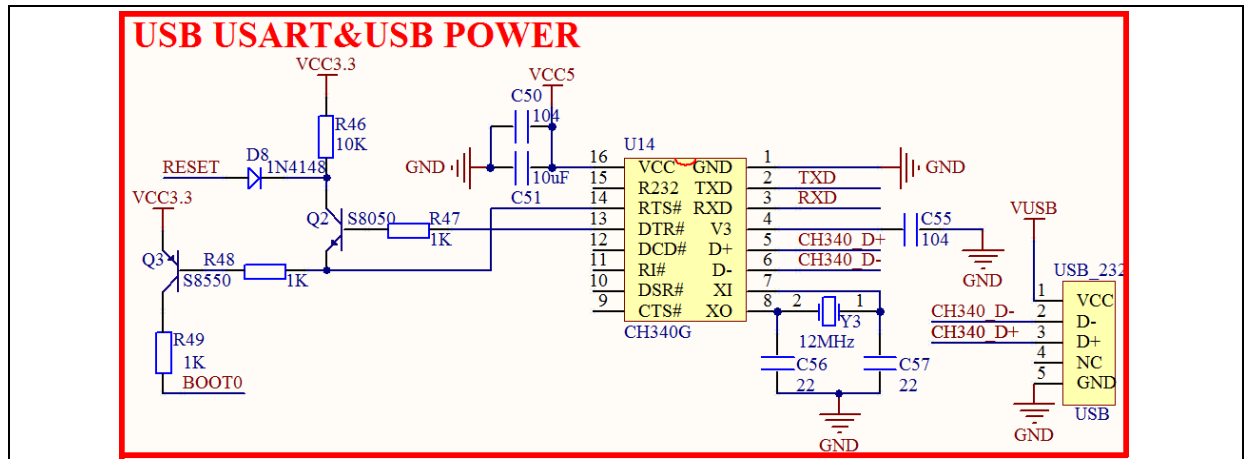 USB USART&USB POWER
VCC3.3
VCC5
C50
104
R46
10K
U14
D8
1N4148
RESET
GND
10uF
C51
16 VCC GND 1
GND
15 R232 TXD 2 TXD
14 RTS# RXD 3 RXD
13 DTR# V3 4
12 DCD# D+ 5 CH340_D+
11 RI# D- 6 CH340_D-
10 DSR# XI 7
9 CTS# XO 8
CH340G
VCC3.3
Q2
S8050
R47
1K
C55
104
GND
VUSB
Q3
S8550
R48
1K
USB_232
1 VCC
CH340_D- 2 D-
CH340_D+ 3 D+
4 NC
5 GND
USB
GND
2
1
Y3
12MHz
R49
1K
BOOT0
C56
22
C57
22
GND